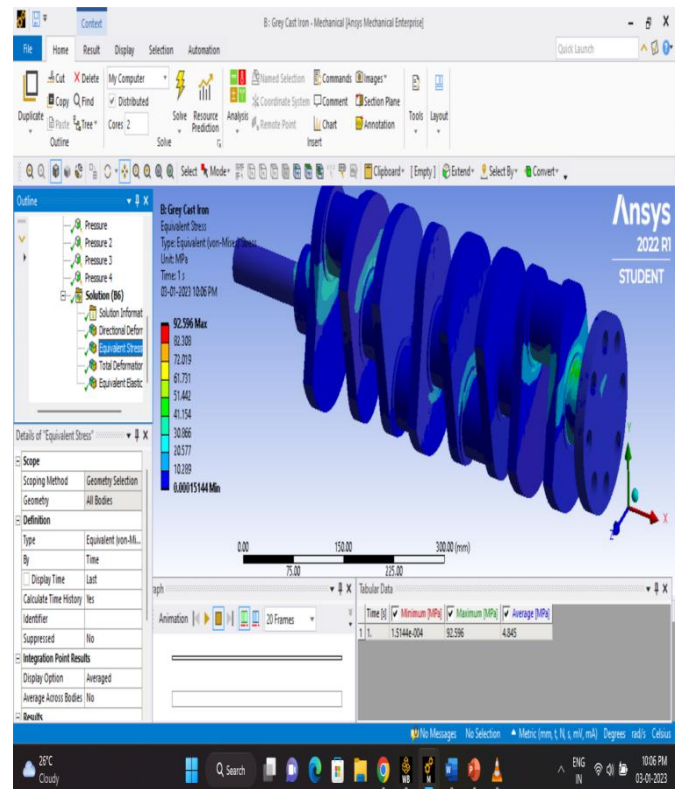 Context
B: Grey Cast Iron - Mechanical [Ansys Mechanical Enterprise]
File Home Result Display Selection Automation
Quick Launch
Duplicate
Cut
Copy
Paste
Delete
Find
Tree
Outline
My Computer
Distributed
Cores 2
Solve
Resource Prediction
Solve
Analysis
Named Selection
Coordinate System
Remote Point
Commands
Comment
Chart
Images
Section Plane
Annotation
Insert
Tools
Layout
Select Mode Clipboard [Empty] Extend Select By Convert
Outline
Pressure
Pressure 2
Pressure 3
Pressure 4
Solution (B6)
Solution Informat
Directional Deforr
Equivalent Stress
Total Deformatior
Equivalent Elastic
B: Grey Cast Iron
Equivalent Stress
Type: Equivalent (von-Mises) Stress
Unit: MPa
Time: 1 s
03-01-2023 10:06 PM
92.596 Max
82.308
72.019
61.731
51.442
41.154
30.866
20.577
10.289
0.00015144 Min
Ansys
2022 R1
STUDENT
Y
X
Z
0.00 150.00 300.00 (mm)
75.00 225.00
Details of "Equivalent Stress"
Scope
Scoping Method Geometry Selection
Geometry All Bodies
Definition
Type Equivalent (von-Mi...
By Time
Display Time Last
Calculate Time History Yes
Identifier
Suppressed No
Integration Point Results
Display Option Averaged
Average Across Bodies No
Results
aph
Animation 20 Frames
Tabular Data
Time [s] Minimum [MPa] Maximum [MPa] Average [MPa]
1 1. 1.5144e-004 92.596 4.845
No Messages No Selection Metric (mm, t, N, s, mV, mA) Degrees rad/s Celsius
26°C
Cloudy
Search
WB
M
ENG
IN
10:06 PM
03-01-2023